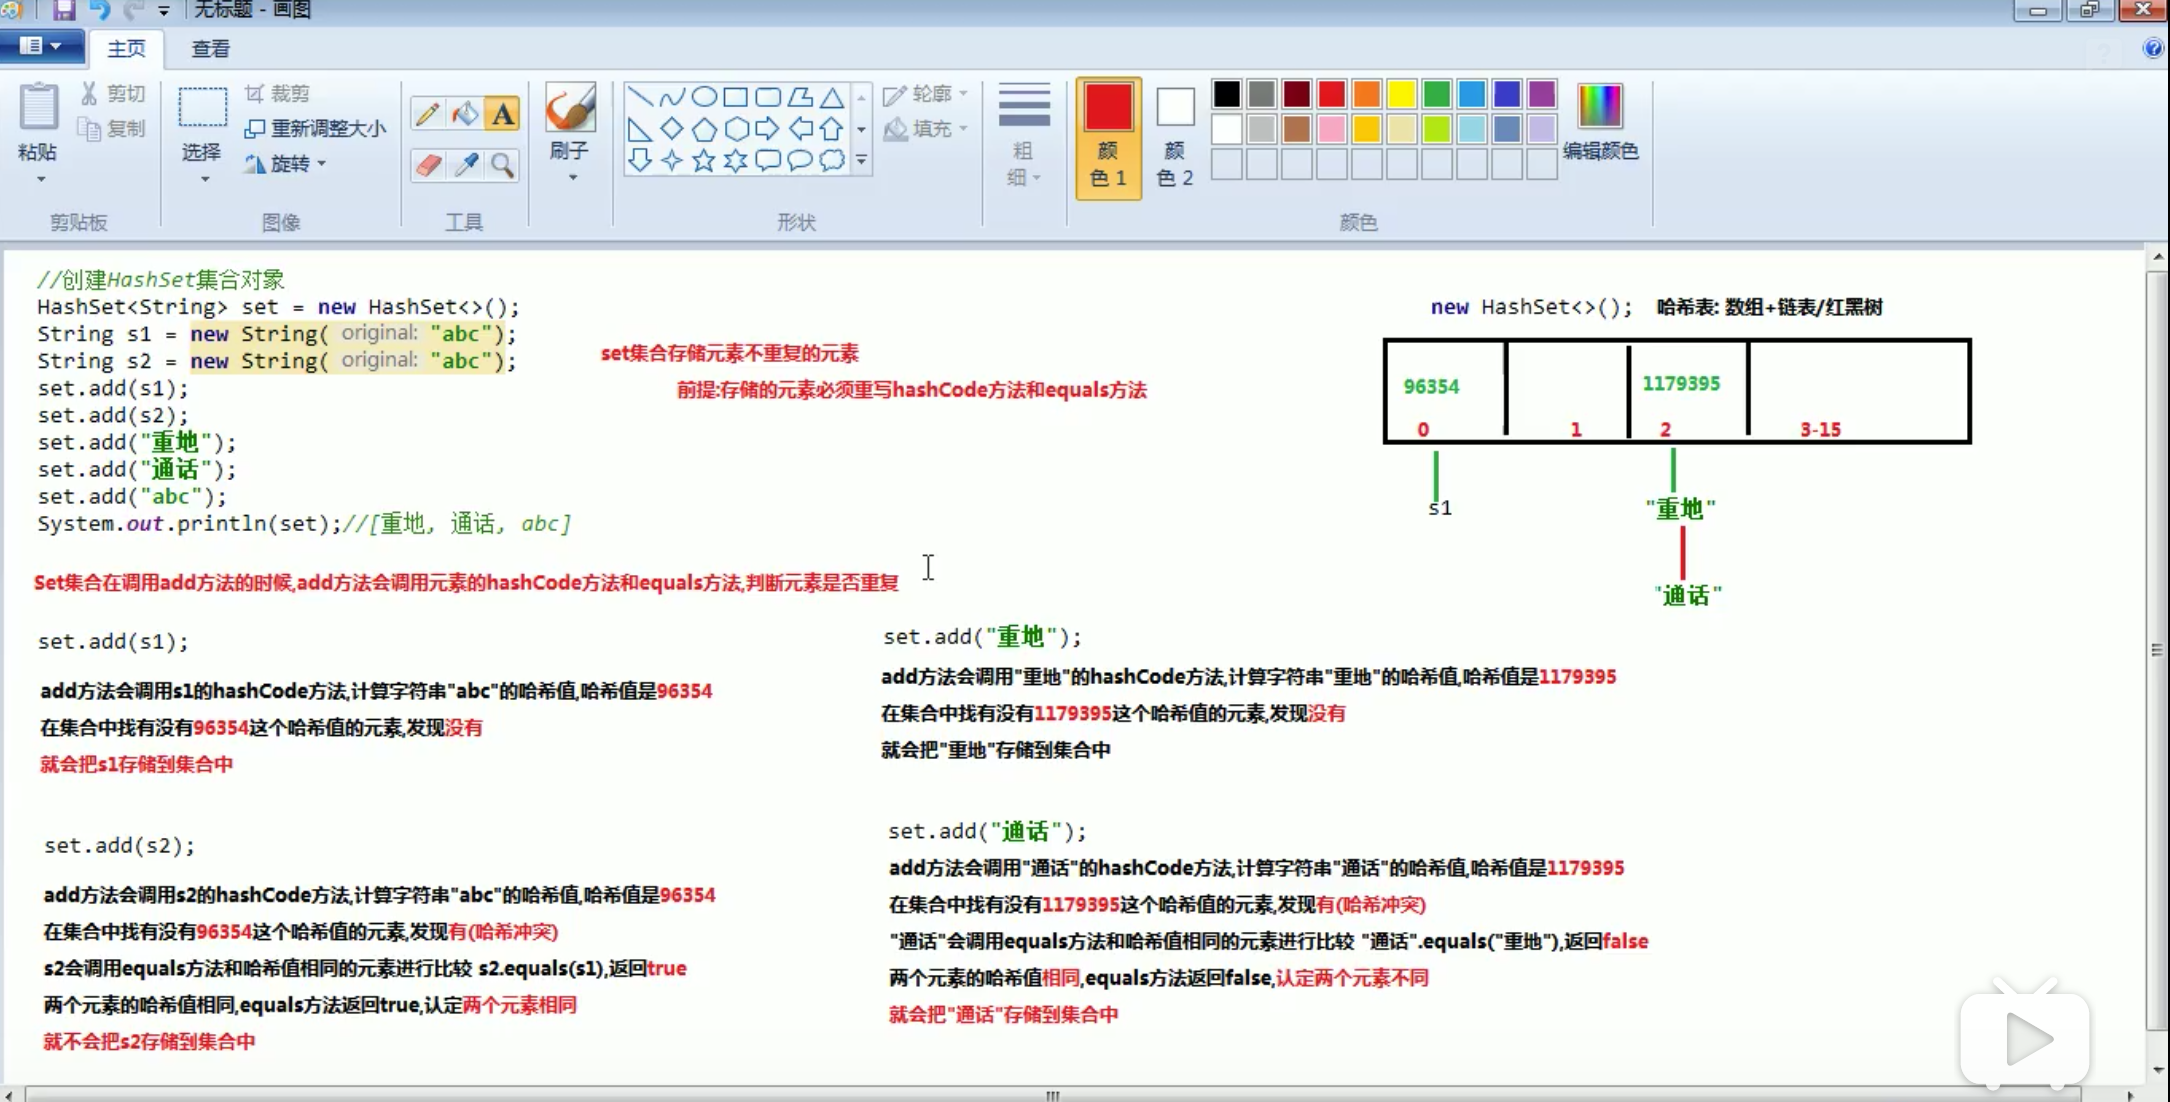 无标题 - 画图
主页 查看
粘贴
剪切
复制
剪贴板
选择
裁剪
重新调整大小
旋转
图像
A
工具
刷子
形状
轮廓
填充
粗
细
颜
色 1
颜
色 2
编辑颜色
颜色
//创建HashSet集合对象
HashSet<String> set = new HashSet<>();
String s1 = new String( original: "abc");
String s2 = new String( original: "abc");
set.add(s1);
set.add(s2);
set.add("重地");
set.add("通话");
set.add("abc");
System.out.println(set);//[重地, 通话, abc]
set集合存储元素不重复的元素
前提:存储的元素必须重写hashCode方法和equals方法
new HashSet<>(); 哈希表: 数组+链表/红黑树
96354 1179395
0 1 2 3-15
s1 "重地"
"通话"
Set集合在调用add方法的时候,add方法会调用元素的hashCode方法和equals方法,判断元素是否重复
set.add(s1);
add方法会调用s1的hashCode方法,计算字符串"abc"的哈希值,哈希值是96354
在集合中找有没有96354这个哈希值的元素,发现没有
就会把s1存储到集合中
set.add(s2);
add方法会调用s2的hashCode方法,计算字符串"abc"的哈希值,哈希值是96354
在集合中找有没有96354这个哈希值的元素,发现有(哈希冲突)
s2会调用equals方法和哈希值相同的元素进行比较 s2.equals(s1),返回true
两个元素的哈希值相同,equals方法返回true,认定两个元素相同
就不会把s2存储到集合中
set.add("重地");
add方法会调用"重地"的hashCode方法,计算字符串"重地"的哈希值,哈希值是1179395
在集合中找有没有1179395这个哈希值的元素,发现没有
就会把"重地"存储到集合中
set.add("通话");
add方法会调用"通话"的hashCode方法,计算字符串"通话"的哈希值,哈希值是1179395
在集合中找有没有1179395这个哈希值的元素,发现有(哈希冲突)
"通话"会调用equals方法和哈希值相同的元素进行比较 "通话".equals("重地"),返回false
两个元素的哈希值相同,equals方法返回false,认定两个元素不同
就会把"通话"存储到集合中